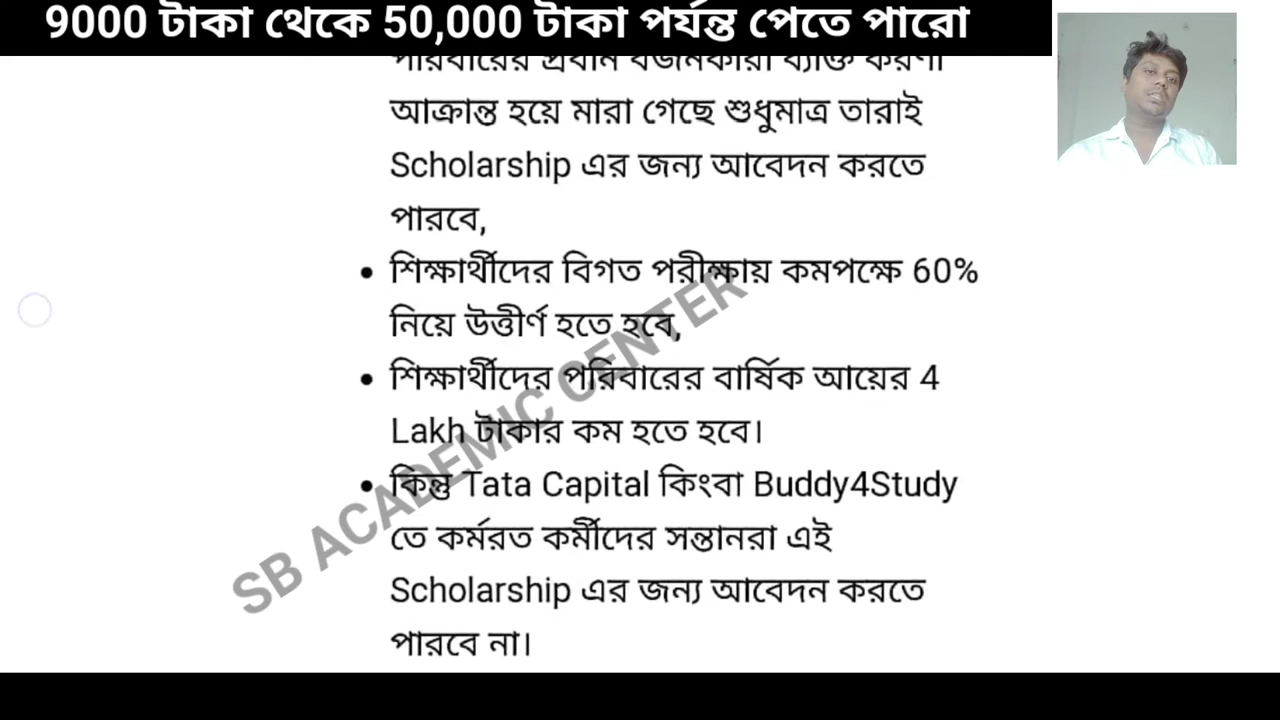 9000 টাকা থেকে 50,000 টাকা পর্যন্ত পেতে পারো
আক্রান্ত হয়ে মারা গেছে শুধুমাত্র তারাই
Scholarship এর জন্য আবেদন করতে
পারবে,
শিক্ষার্থীদের বিগত পরীক্ষায় কমপক্ষে 60%
নিয়ে উত্তীর্ণ হতে হবে,
শিক্ষার্থীদের পরিবারের বার্ষিক আয়ের 4
Lakh টাকার কম হতে হবে।
কিন্তু Tata Capital কিংবা Buddy4Study
তে কর্মরত কর্মীদের সন্তানরা এই
Scholarship এর জন্য আবেদন করতে
পারবে না।
SB ACADEMIC CENTER